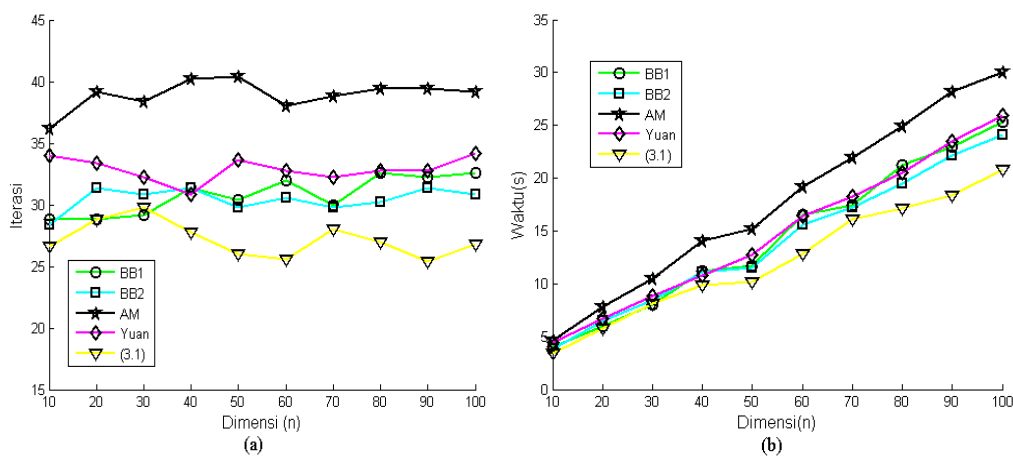 45
40
35
30
25
20
15
Iterasi
BB1
BB2
AM
Yuan
(3.1)
10 20 30 40 50 60 70 80 90 100
Dimensi (n)
(a)
35
30
25
20
15
10
5
0
Waktu(s)
BB1
BB2
AM
Yuan
(3.1)
10 20 30 40 50 60 70 80 90 100
Dimensi(n)
(b)